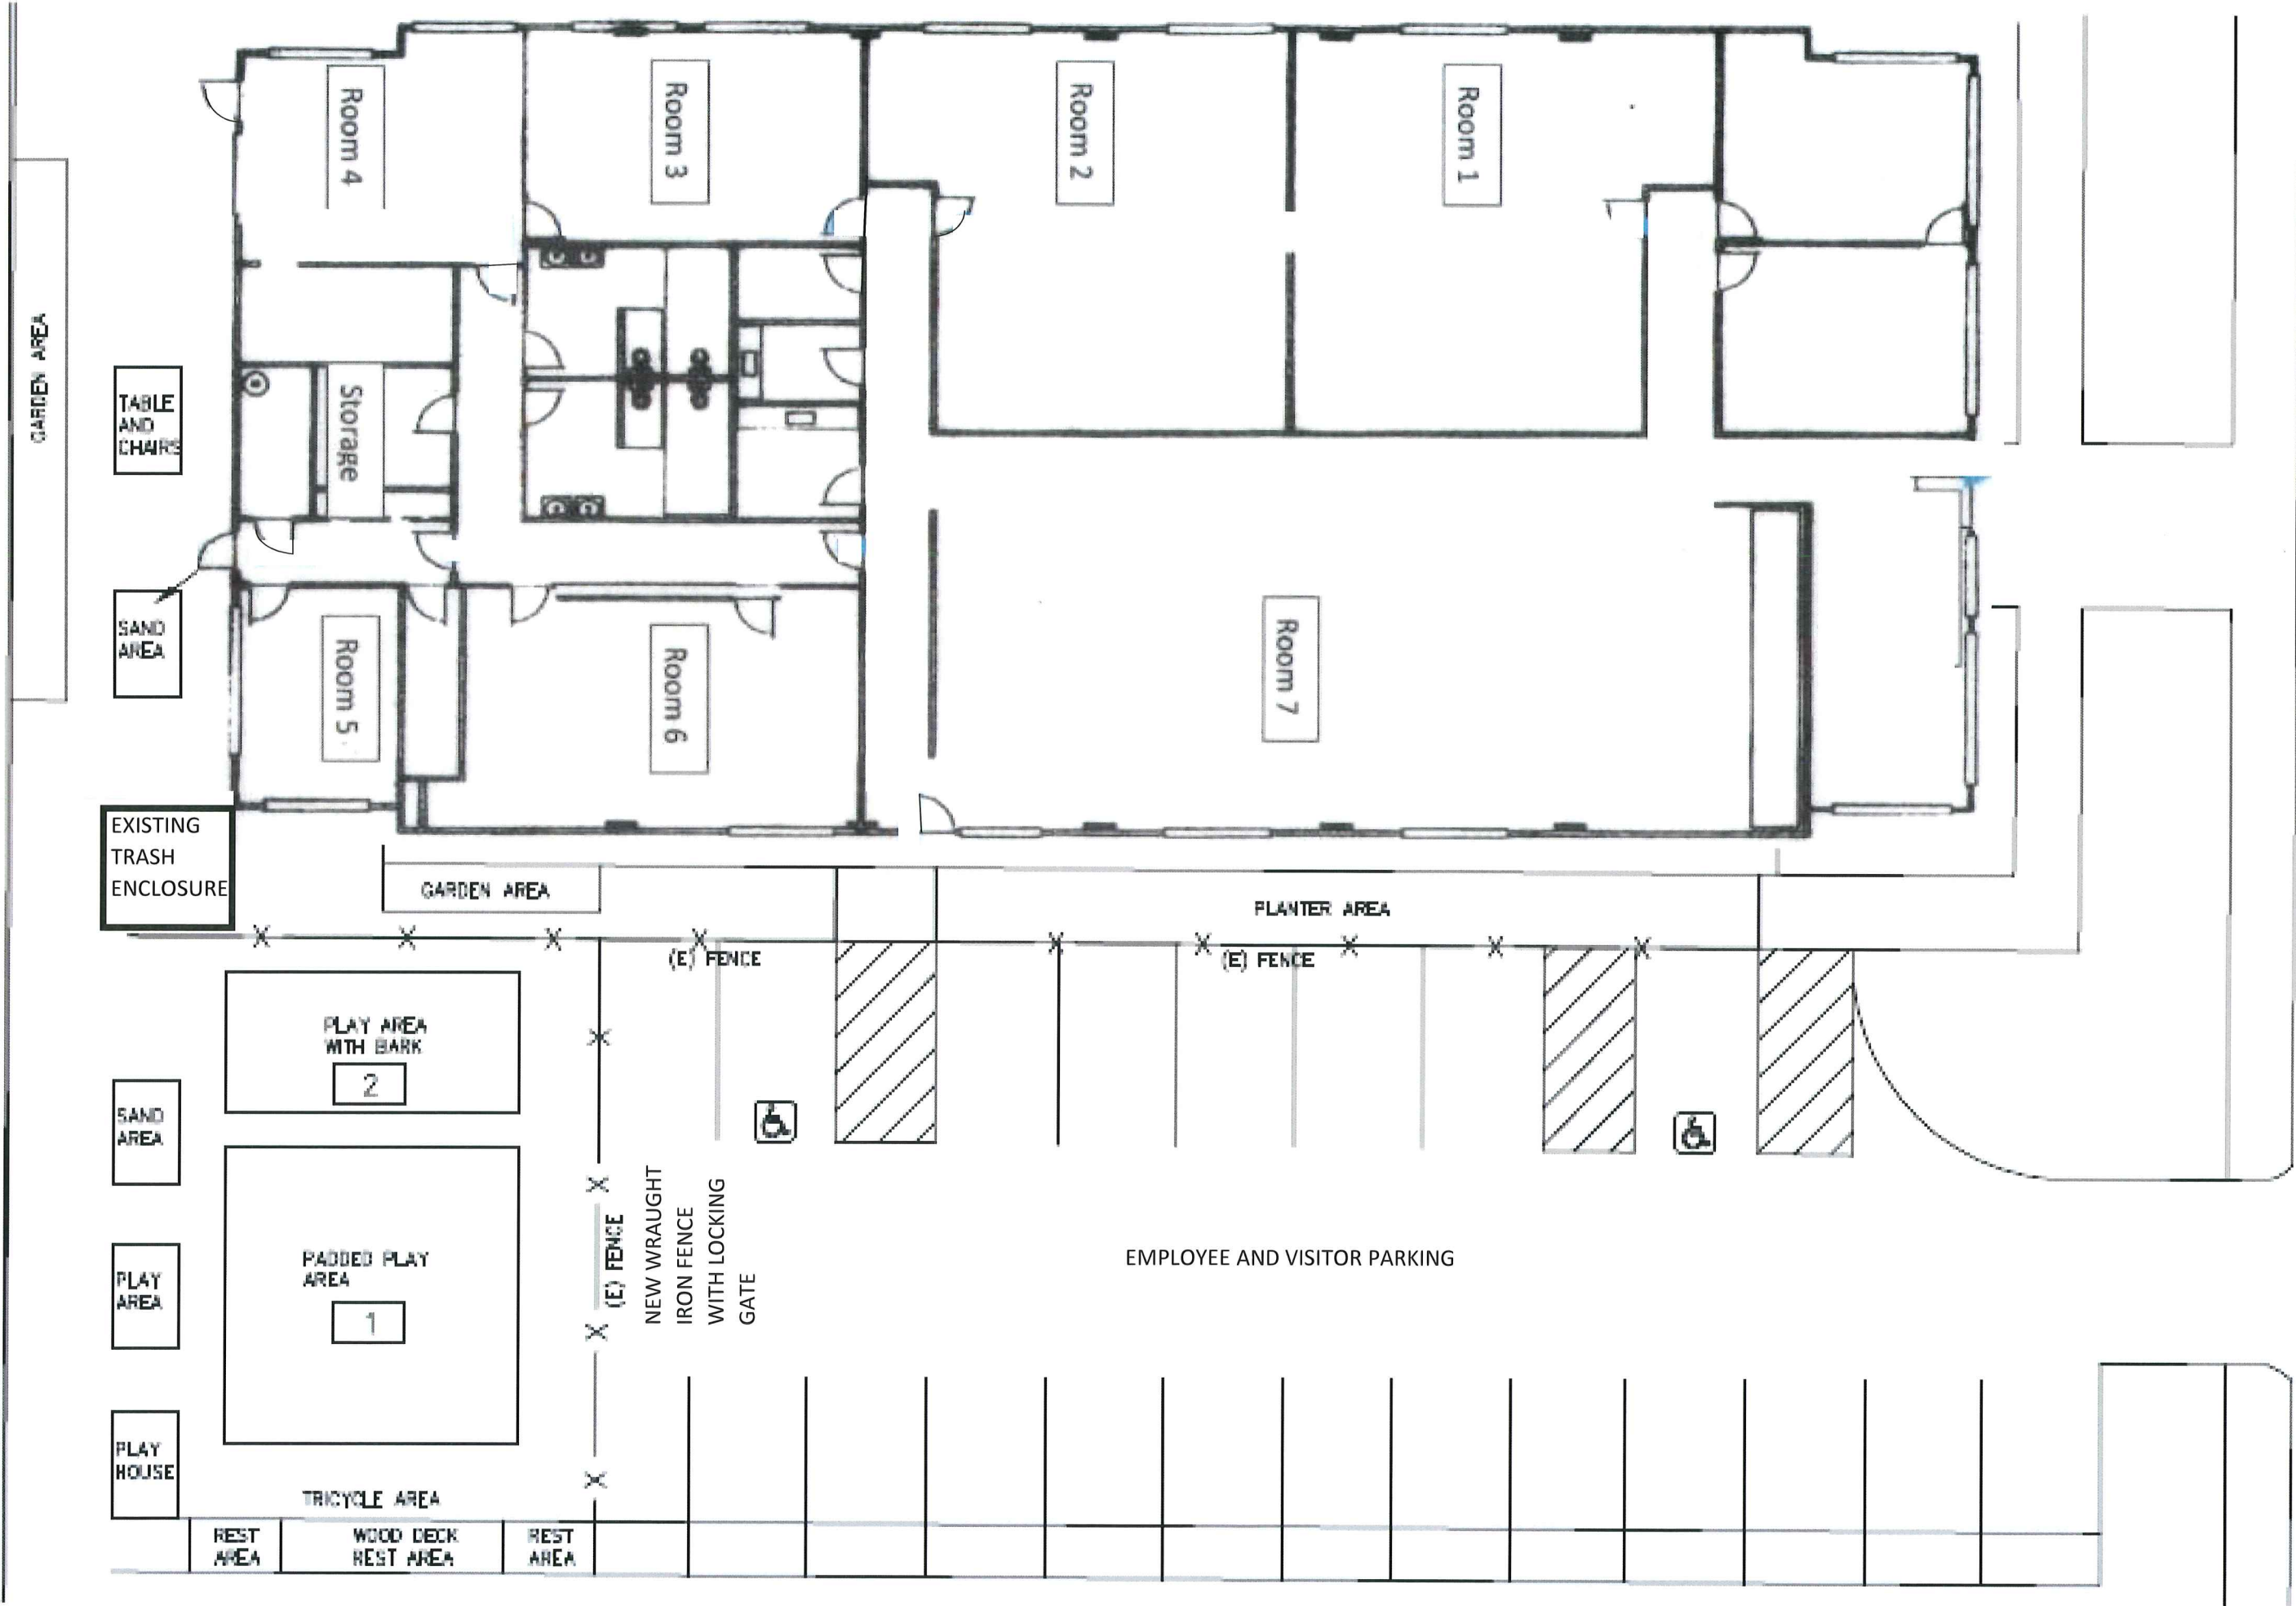 Room 4
Room 3
Room 2
Room 1
GARDEN AREA
TABLE
AND
CHAIRS
Storage
SAND
AREA
Room 5
Room 6
Room 7
EXISTING
TRASH
ENCLOSURE
GARDEN AREA
PLANTER AREA
(E) FENCE
(E) FENCE
PLAY AREA
WITH BARK
2
SAND
AREA
PADDED PLAY
AREA
1
PLAY
AREA
(E) FENCE
NEW WRAUGHT
IRON FENCE
WITH LOCKING
GATE
EMPLOYEE AND VISITOR PARKING
PLAY
HOUSE
TRICYCLE AREA
REST
AREA
WOOD DECK
REST AREA
REST
AREA